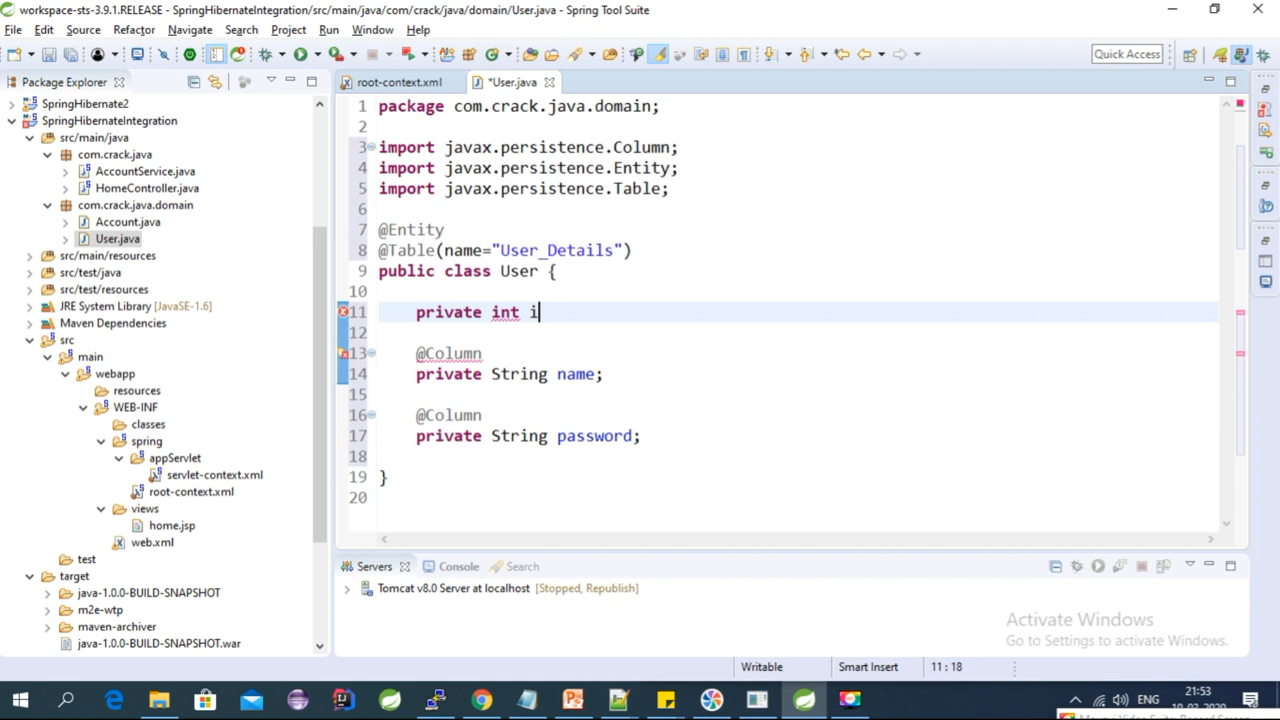 workspace-sts-3.9.1.RELEASE - SpringHibernateIntegration/src/main/java/com/crack/java/domain/User.java - Spring Tool Suite
File Edit Source Refactor Navigate Search Project Run Window Help
Quick Access
Package Explorer
SpringHibernate2
SpringHibernateIntegration
src/main/java
com.crack.java
AccountService.java
HomeController.java
com.crack.java.domain
Account.java
User.java
src/main/resources
src/test/java
src/test/resources
JRE System Library [JavaSE-1.6]
Maven Dependencies
src
main
webapp
resources
WEB-INF
classes
spring
appServlet
servlet-context.xml
root-context.xml
views
home.jsp
web.xml
test
target
java-1.0.0-BUILD-SNAPSHOT
m2e-wtp
maven-archiver
java-1.0.0-BUILD-SNAPSHOT.war
root-context.xml *User.java
1 package com.crack.java.domain;
2
3 import javax.persistence.Column;
4 import javax.persistence.Entity;
5 import javax.persistence.Table;
6
7 @Entity
8 @Table(name="User_Details")
9 public class User {
10
11 private int i
12
13 @Column
14 private String name;
15
16 @Column
17 private String password;
18
19 }
20
Servers Console Search
Tomcat v8.0 Server at localhost [Stopped, Republish]
Activate Windows
Go to Settings to activate Windows.
Writable Smart Insert 11 : 18
ENG
21:53